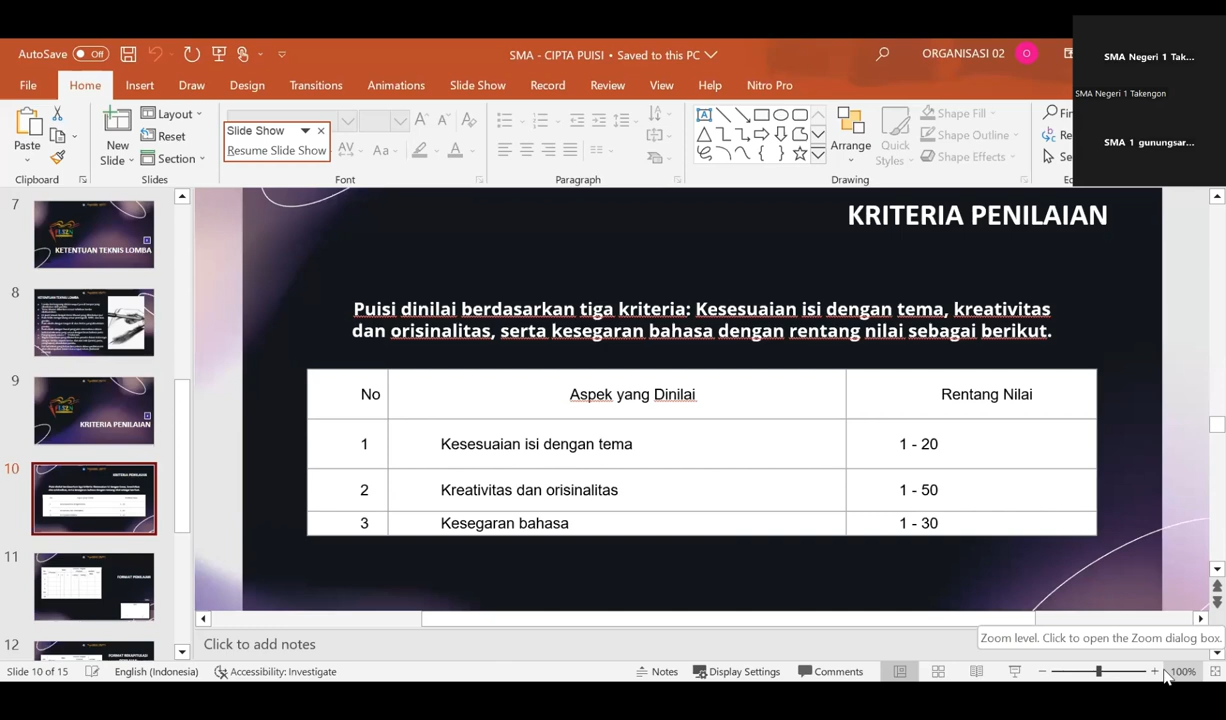 AutoSave Off
SMA - CIPTA PUISI • Saved to this PC
ORGANISASI 02 O
SMA Negeri 1 Tak...
SMA Negeri 1 Takengon
SMA 1 gunungsar...
File Home Insert Draw Design Transitions Animations Slide Show Record Review View Help Nitro Pro
Paste
Clipboard
New
Slide
Layout
Reset
Section
Slides
Slide Show
Resume Slide Show
Aa
Font
Paragraph
Arrange
Quick
Styles
Shape Fill
Shape Outline
Shape Effects
Drawing
7
KETENTUAN TEKNIS LOMBA
8
9
KRITERIA PENILAIAN
10
11
12
KRITERIA PENILAIAN
Puisi dinilai berdasarkan tiga kriteria: Kesesuaian isi dengan tema, kreativitas
dan orisinalitas, serta kesegaran bahasa dengan rentang nilai sebagai berikut.
No Aspek yang Dinilai Rentang Nilai
1 Kesesuaian isi dengan tema 1 - 20
2 Kreativitas dan orisinalitas 1 - 50
3 Kesegaran bahasa 1 - 30
Click to add notes
Zoom level. Click to open the Zoom dialog box.
Slide 10 of 15 English (Indonesia) Accessibility: Investigate Notes Display Settings Comments 100%